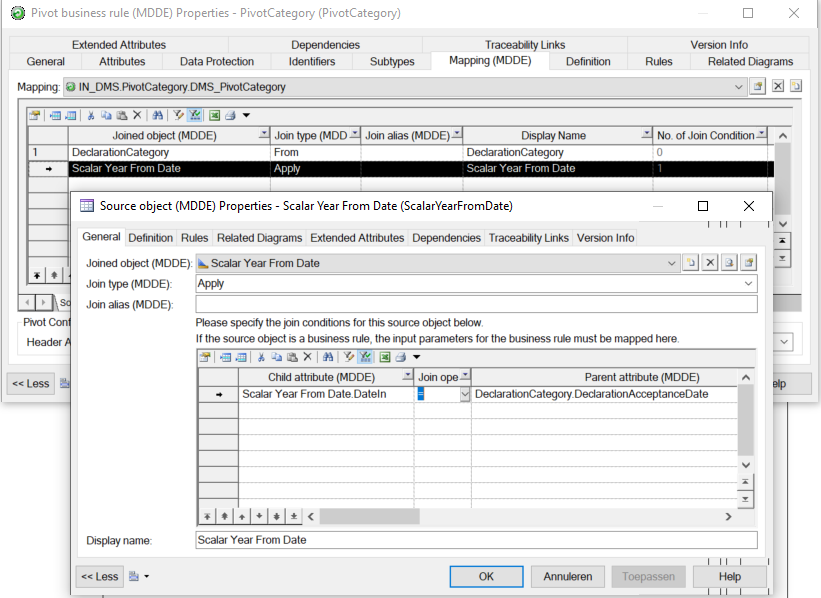 Pivot business rule (MDDE) Properties - PivotCategory (PivotCategory)
Extended Attributes Dependencies Traceability Links Version Info
General Attributes Data Protection Identifiers Subtypes Mapping (MDDE) Definition Rules Related Diagrams
Mapping: IN_DMS.PivotCategory.DMS_PivotCategory
Joined object (MDDE) Join type (MDD Join alias (MDDE) Display Name No. of Join Condition
1 DeclarationCategory From DeclarationCategory 0
Scalar Year From Date Apply Scalar Year From Date 1
So
Pivot Conf
Header A
<< Less
elp
Source object (MDDE) Properties - Scalar Year From Date (ScalarYearFromDate)
General Definition Rules Related Diagrams Extended Attributes Dependencies Traceability Links Version Info
Joined object (MDDE): Scalar Year From Date
Join type (MDDE): Apply
Join alias (MDDE):
Please specify the join conditions for this source object below.
If the source object is a business rule, the input parameters for the business rule must be mapped here.
Child attribute (MDDE) Join ope Parent attribute (MDDE)
Scalar Year From Date.DateIn = DeclarationCategory.DeclarationAcceptanceDate
Display name: Scalar Year From Date
<< Less OK Annuleren Toepassen Help